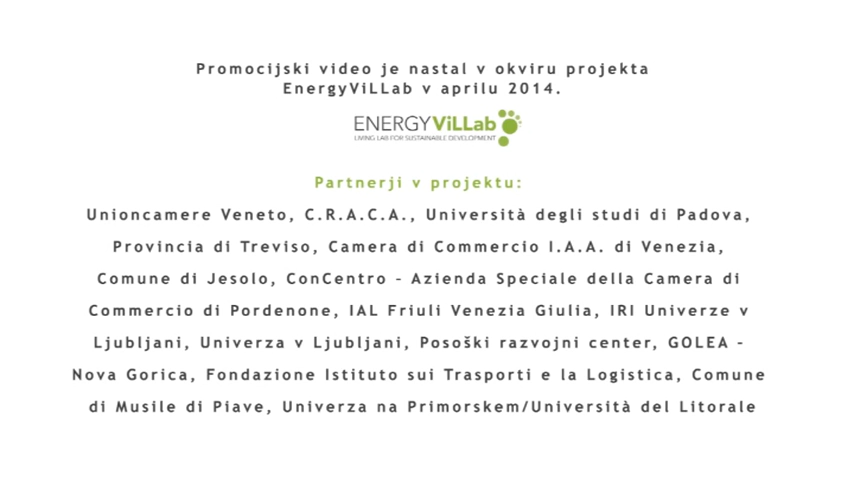 Promocijski video je nastal v okviru projekta
EnergyViLLab v aprilu 2014.
ENERGYViLLab
LIVING LAB FOR SUSTAINABLE DEVELOPMENT
Partnerji v projektu:
Unioncamere Veneto, C.R.A.C.A., Università degli studi di Padova,
Provincia di Treviso, Camera di Commercio I.A.A. di Venezia,
Comune di Jesolo, ConCentro – Azienda Speciale della Camera di
Commercio di Pordenone, IAL Friuli Venezia Giulia, IRI Univerze v
Ljubljani, Univerza v Ljubljani, Pososki razvojni center, GOLEA –
Nova Gorica, Fondazione Istituto sui Trasporti e la Logistica, Comune
di Musile di Piave, Univerza na Primorskem/Università del Litorale